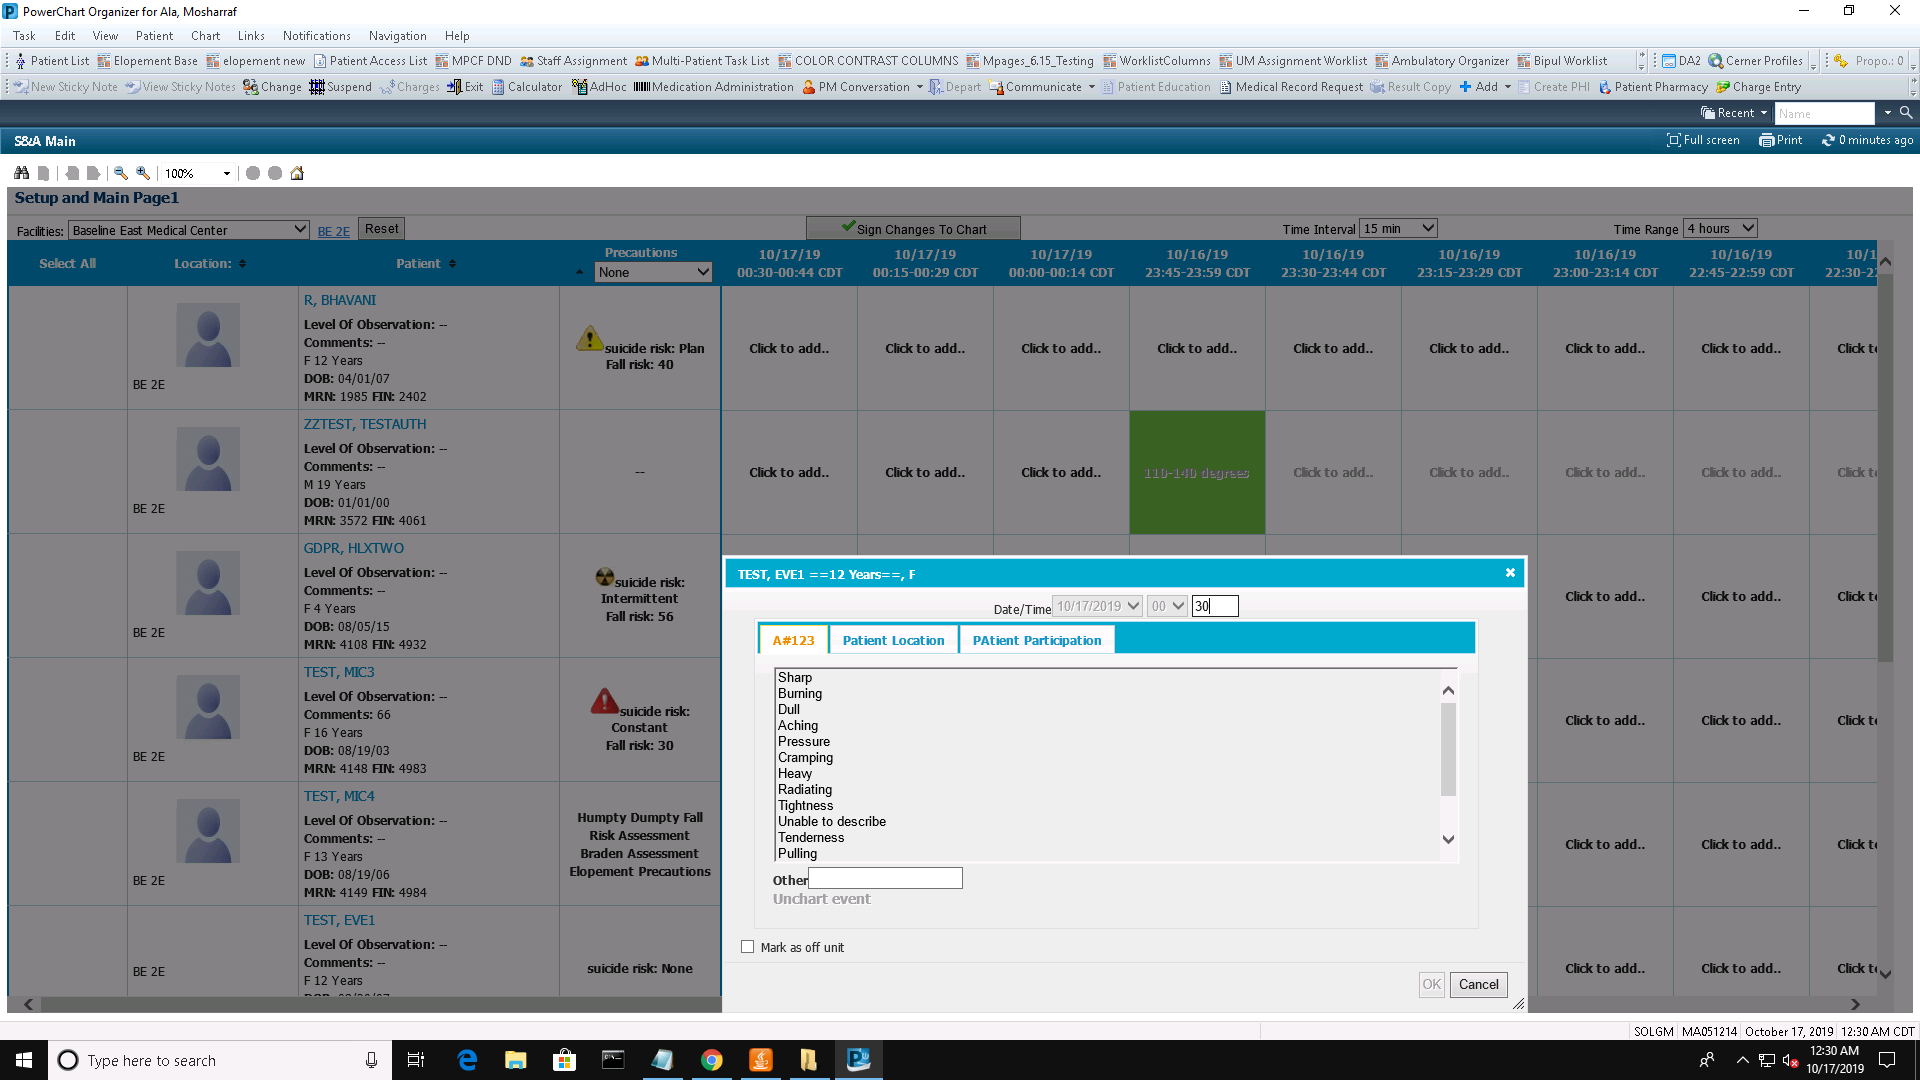 PowerChart Organizer for Ala, Mosharraf
Task Edit View Patient Chart Links Notifications Navigation Help
Patient List Elopement Base elopement new Patient Access List MPCF DND Staff Assignment Multi-Patient Task List COLOR CONTRAST COLUMNS Mpages_6.15_Testing WorklistColumns UM Assignment Worklist Ambulatory Organizer Bipul Worklist DA2 Cerner Profiles Propo.: 0
New Sticky Note View Sticky Notes Change Suspend Charges Exit Calculator AdHoc Medication Administration PM Conversation Depart Communicate Patient Education Medical Record Request Result Copy Add Create PHI Patient Pharmacy Charge Entry
Recent Name
S&A Main Full screen Print 0 minutes ago
100%
Setup and Main Page1
Facilities: Baseline East Medical Center BE 2E Reset Sign Changes To Chart Time Interval 15 min Time Range 4 hours
Select All Location: Patient Precautions None
10/17/19 10/17/19 10/17/19 10/16/19 10/16/19 10/16/19 10/16/19 10/16/19 10/1
00:30-00:44 CDT 00:15-00:29 CDT 00:00-00:14 CDT 23:45-23:59 CDT 23:30-23:44 CDT 23:15-23:29 CDT 23:00-23:14 CDT 22:45-22:59 CDT 22:30-2
BE 2E
R, BHAVANI
Level Of Observation: --
Comments: --
F 12 Years
DOB: 04/01/07
MRN: 1985 FIN: 2402
suicide risk: Plan
Fall risk: 40
Click to add.. Click to add.. Click to add.. Click to add.. Click to add.. Click to add.. Click to add.. Click to add.. Click t
BE 2E
ZZTEST, TESTAUTH
Level Of Observation: --
Comments: --
M 19 Years
DOB: 01/01/00
MRN: 3572 FIN: 4061
--
Click to add.. Click to add.. Click to add.. 110-140 degrees Click to add.. Click to add.. Click to add.. Click to add.. Click t
BE 2E
GDPR, HLXTWO
Level Of Observation: --
Comments: --
F 4 Years
DOB: 08/05/15
MRN: 4108 FIN: 4932
suicide risk:
Intermittent
Fall risk: 56
Click to add.. Click to add.. Click t
BE 2E
TEST, MIC3
Level Of Observation: --
Comments: 66
F 16 Years
DOB: 08/19/03
MRN: 4148 FIN: 4983
suicide risk:
Constant
Fall risk: 30
Click to add.. Click to add.. Click t
BE 2E
TEST, MIC4
Level Of Observation: --
Comments: --
F 13 Years
DOB: 08/19/06
MRN: 4149 FIN: 4984
Humpty Dumpty Fall
Risk Assessment
Braden Assessment
Elopement Precautions
Click to add.. Click to add.. Click t
BE 2E
TEST, EVE1
Level Of Observation: --
Comments: --
F 12 Years
suicide risk: None
Click to add.. Click to add.. Click t
TEST, EVE1 ==12 Years==, F
Date/Time 10/17/2019 00 30
A#123 Patient Location PAtient Participation
Sharp
Burning
Dull
Aching
Pressure
Cramping
Heavy
Radiating
Tightness
Unable to describe
Tenderness
Pulling
Other
Unchart event
Mark as off unit
OK Cancel
SOLGM MA051214 October 17, 2019 12:30 AM CDT
Type here to search
12:30 AM
10/17/2019